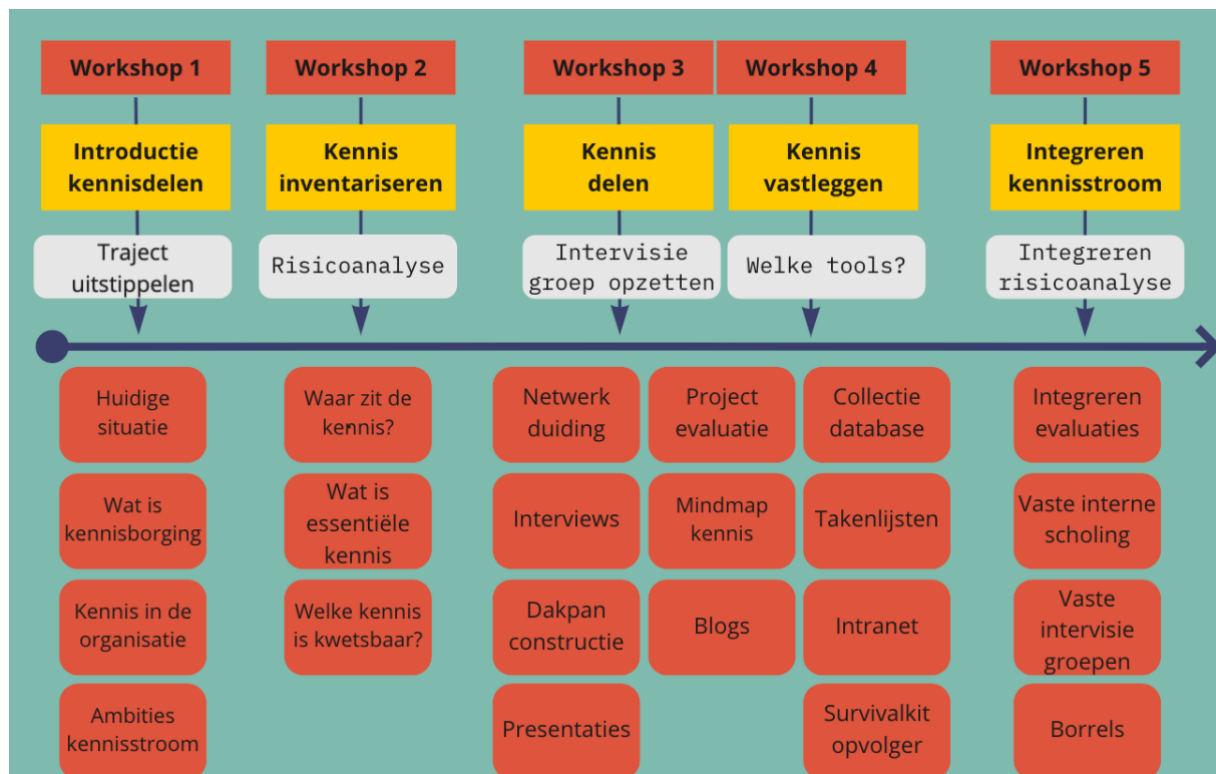 Workshop 1
Workshop 2
Workshop 3
Workshop 4
Workshop 5
Introductie
kennisdelen
Kennis
inventariseren
Kennis
delen
Kennis
vastleggen
Integreren
kennisstroom
Traject
uitstippelen
Risicoanalyse
Intervisie
groep opzetten
Welke tools?
Integreren
risicoanalyse
Huidige
situatie
Wat is
kennisborging
Kennis in de
organisatie
Ambities
kennisstroom
Waar zit de
kennis?
Wat is
essentiële
kennis
Welke kennis
is kwetsbaar?
Netwerk
duiding
Interviews
Dakpan
constructie
Presentaties
Project
evaluatie
Mindmap
kennis
Blogs
Collectie
database
Takenlijsten
Intranet
Survivalkit
opvolger
Integreren
evaluaties
Vaste interne
scholing
Vaste
intervisie
groepen
Borrels